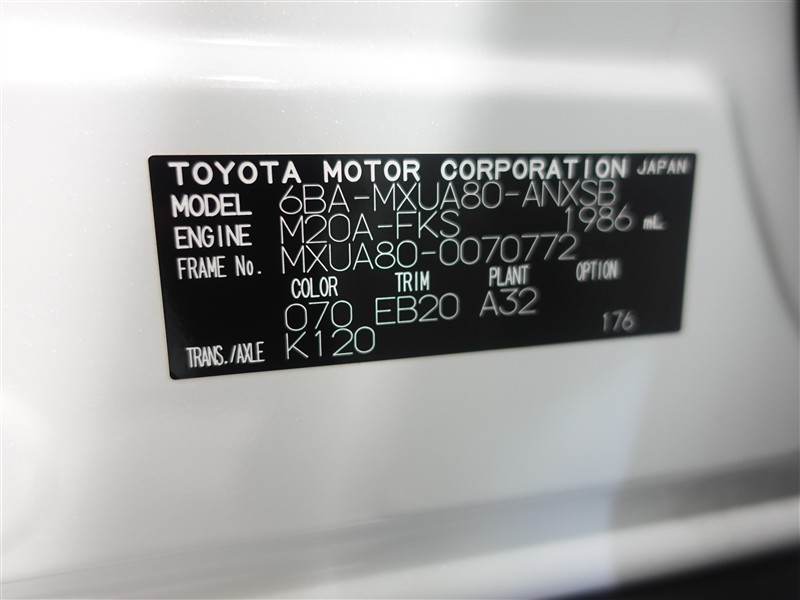 TOYOTA MOTOR CORPORATION JAPAN
MODEL 6BA-MXUA80-ANXSB
ENGINE M20A-FKS 1986 mL
FRAME No. MXUA80-0070772
COLOR TRIM PLANT OPTION
070 EB20 A32
TRANS./AXLE K120 176